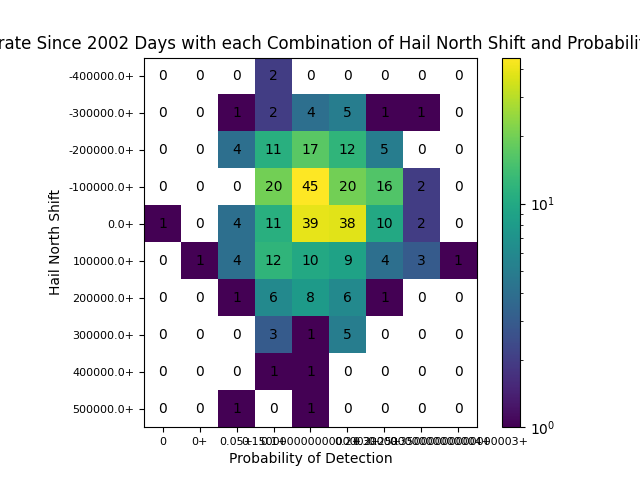 rate Since 2002 Days with each Combination of Hail North Shift and Probabili
-400000.0+ 0 0 0 2 0 0 0 0 0
-300000.0+ 0 0 1 2 4 5 1 1 0
-200000.0+ 0 0 4 11 17 12 5 0 0
-100000.0+ 0 0 0 20 45 20 16 2 0
0.0+ 1 0 4 11 39 38 10 2 0
100000.0+ 0 1 4 12 10 9 4 3 1
200000.0+ 0 0 1 6 8 6 1 0 0
300000.0+ 0 0 0 3 1 5 0 0 0
400000.0+ 0 0 0 1 1 0 0 0 0
500000.0+ 0 0 1 0 1 0 0 0 0
0 0+
Probability of Detection
Hail North Shift
10^1
10^0